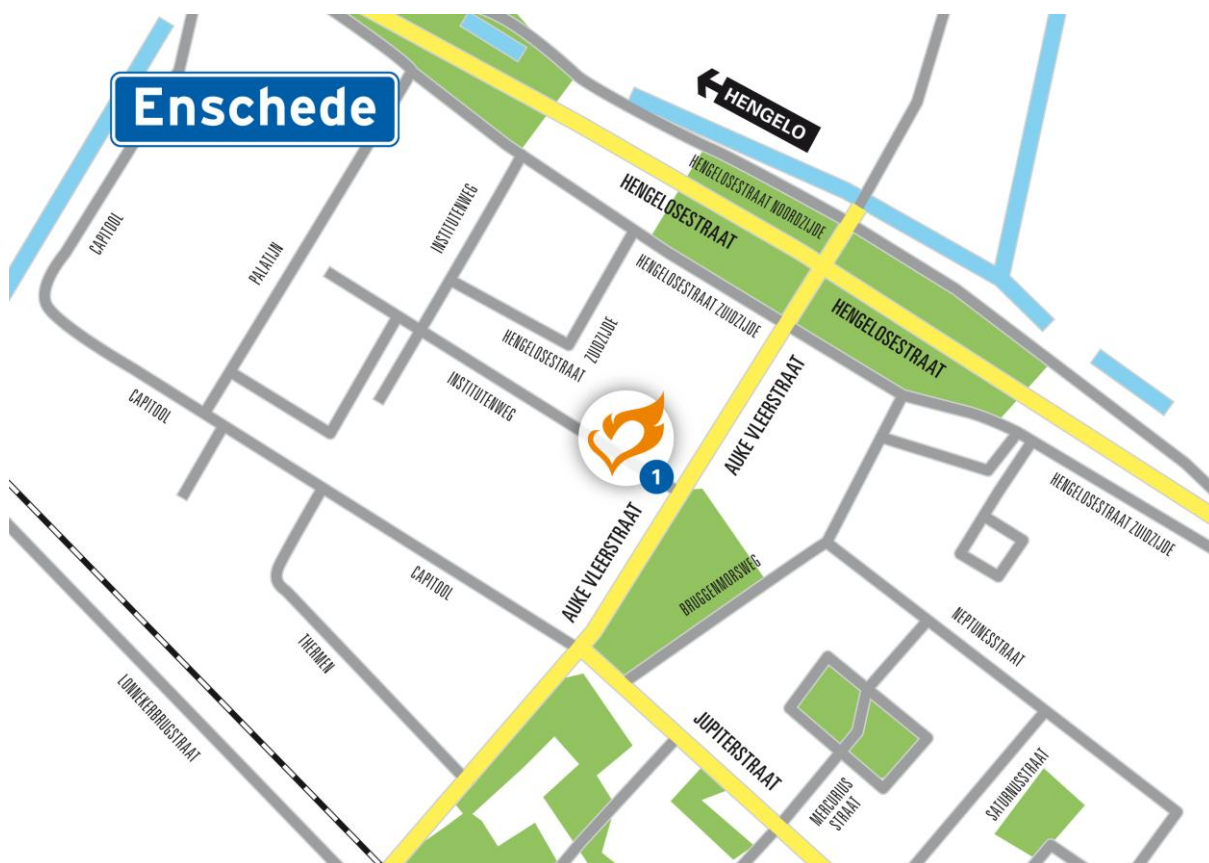 Enschede
HENGELO
HENGELOSESTRAAT NOORDZIJDE
HENGELOSESTRAAT
INSTITUTENWEG
CAPITOOL
PALATIJN
HENGELOSESTRAAT ZUIDZIJDE
HENGELOSESTRAAT
HENGELOSESTRAAT
ZUIDZIJDE
INSTITUTENWEG
CAPITOOL
AUKE VLEERSTRAAT
1
HENGELOSESTRAAT ZUIDZIJDE
AUKE VLEERSTRAAT
CAPITOOL
BRUGGENMORSWEG
NEPTUNESSTRAAT
THERMEN
LONNEKERBRUGSTRAAT
JUPITERSTRAAT
MERCURIUS
STRAAT
SATURNUSSTRAAT